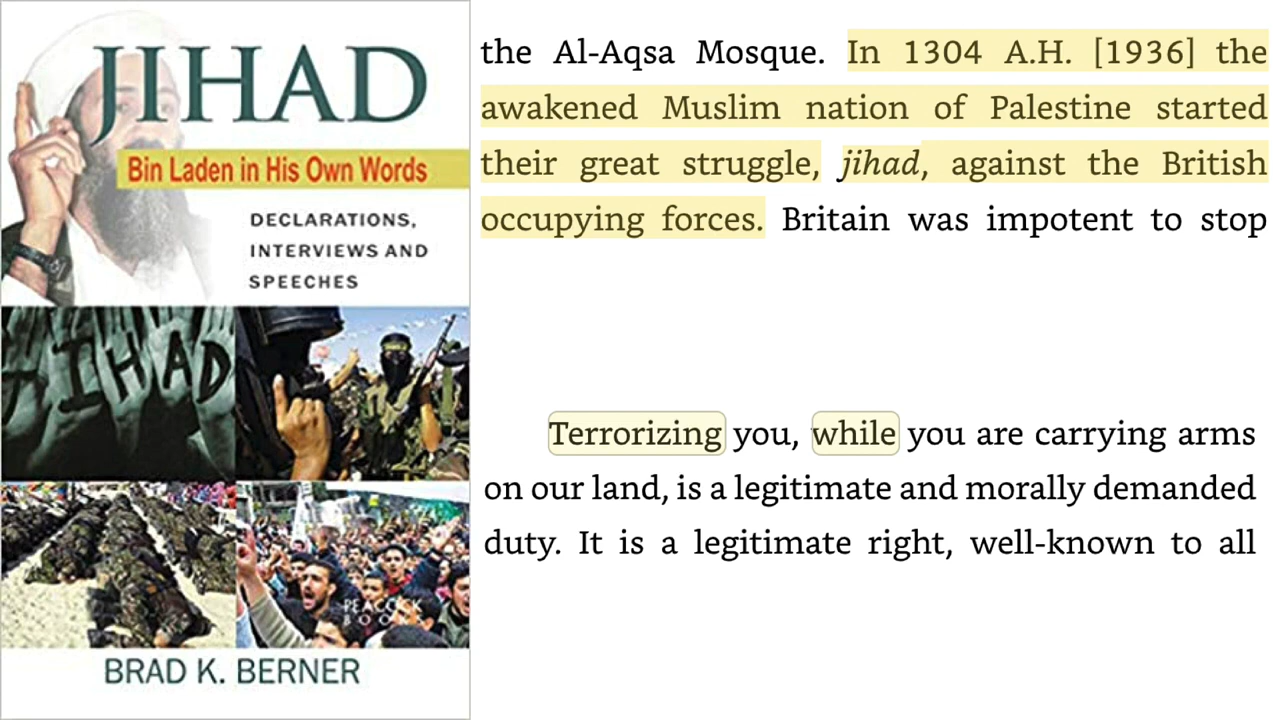 JIHAD
Bin Laden in His Own Words
DECLARATIONS,
INTERVIEWS AND
SPEECHES
JIHAD
PEACOCK
BOOKS
BRAD K. BERNER
the Al-Aqsa Mosque. In 1304 A.H. [1936] the
awakened Muslim nation of Palestine started
their great struggle, jihad, against the British
occupying forces. Britain was impotent to stop
Terrorizing you, while you are carrying arms
on our land, is a legitimate and morally demanded
duty. It is a legitimate right, well-known to all